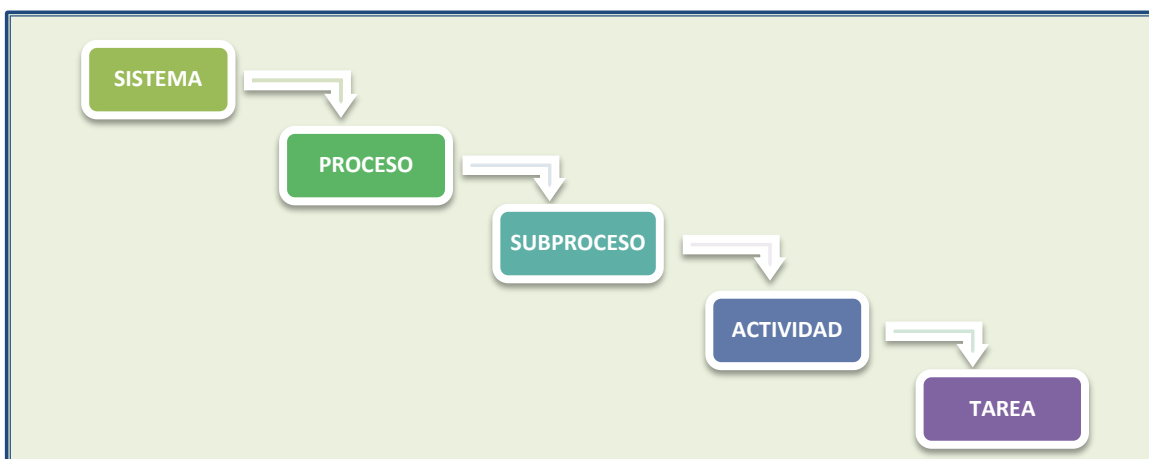 SISTEMA
PROCESO
SUBPROCESO
ACTIVIDAD
TAREA